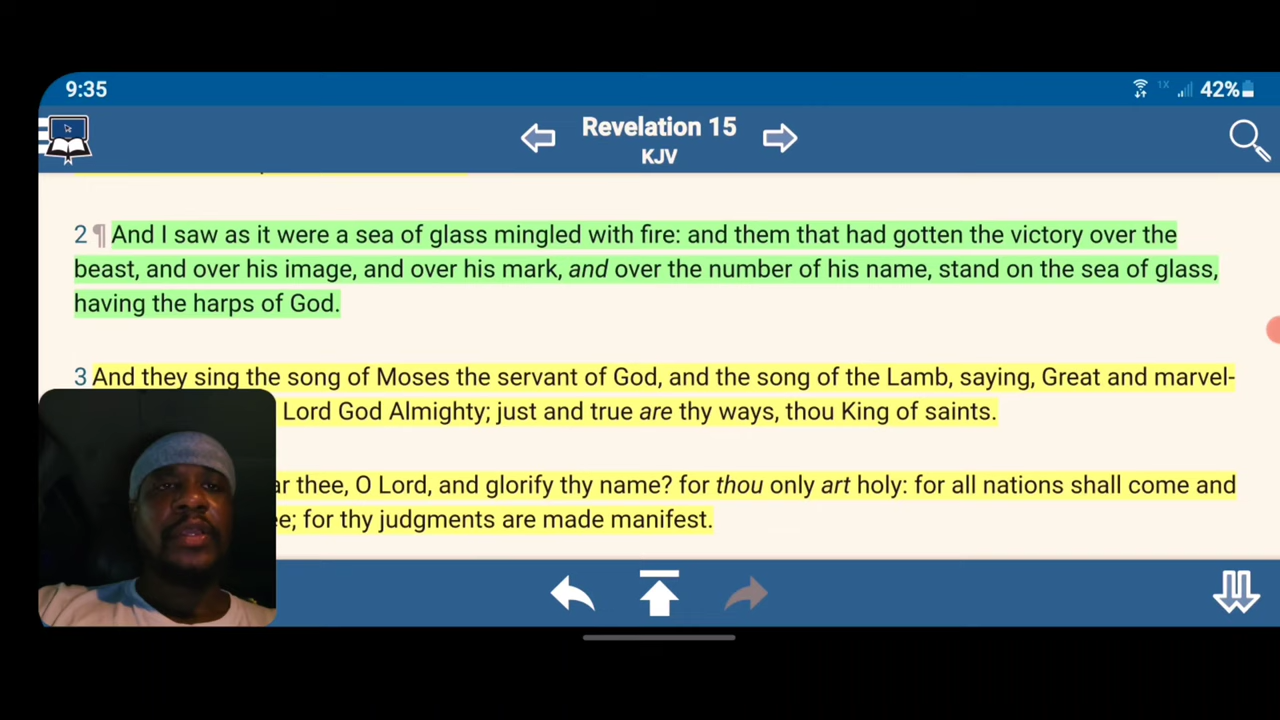 9:35
1X
42%
Revelation 15
KJV
2 ¶ And I saw as it were a sea of glass mingled with fire: and them that had gotten the victory over the
beast, and over his image, and over his mark, and over the number of his name, stand on the sea of glass,
having the harps of God.
3 And they sing the song of Moses the servant of God, and the song of the Lamb, saying, Great and marvel-
Lord God Almighty; just and true are thy ways, thou King of saints.
thee, O Lord, and glorify thy name? for thou only art holy: for all nations shall come and
for thy judgments are made manifest.